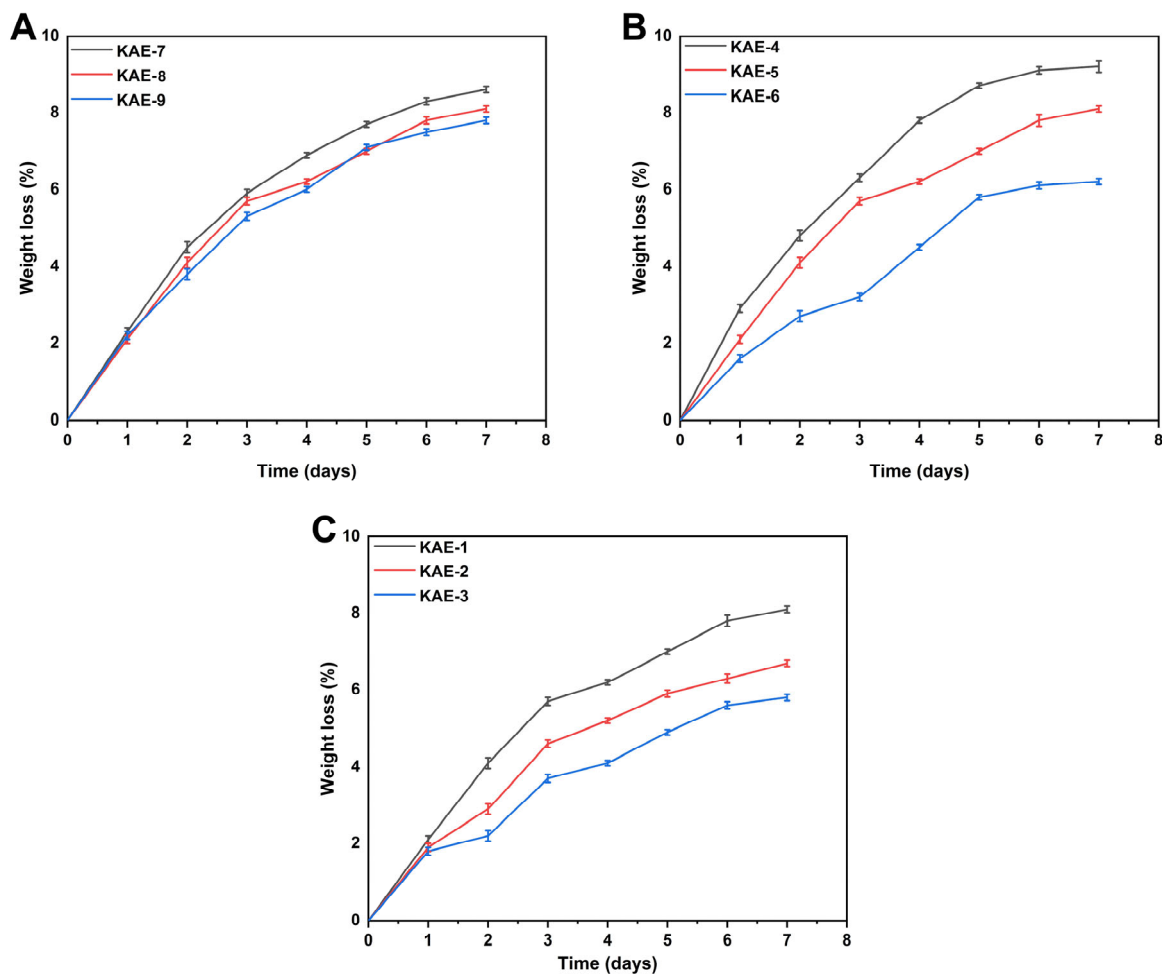 A
KAE-7
KAE-8
KAE-9
Weight loss (%)
10
8
6
4
2
0
0 1 2 3 4 5 6 7 8
Time (days)
B
KAE-4
KAE-5
KAE-6
Weight loss (%)
10
8
6
4
2
0
0 1 2 3 4 5 6 7 8
Time (days)
C
KAE-1
KAE-2
KAE-3
Weight loss (%)
10
8
6
4
2
0
0 1 2 3 4 5 6 7 8
Time (days)